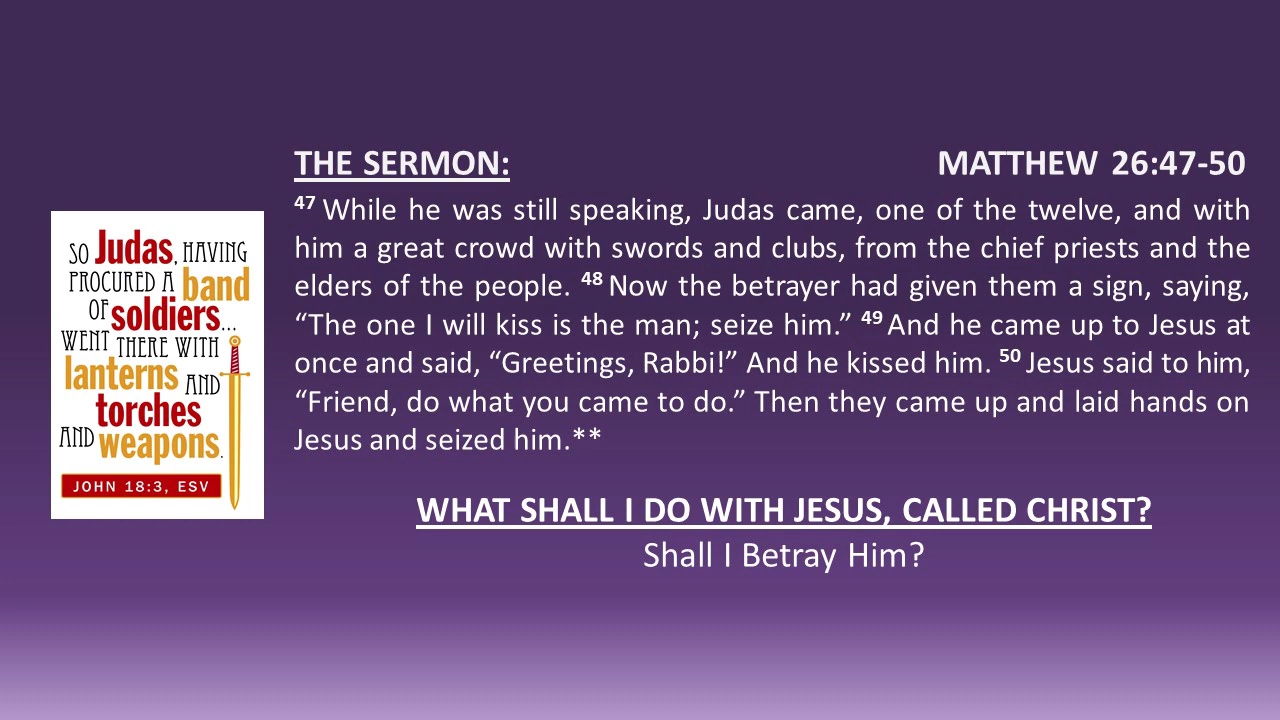 THE SERMON: MATTHEW 26:47-50
47 While he was still speaking, Judas came, one of the twelve, and with
him a great crowd with swords and clubs, from the chief priests and the
elders of the people. 48 Now the betrayer had given them a sign, saying,
“The one I will kiss is the man; seize him.” 49 And he came up to Jesus at
once and said, “Greetings, Rabbi!” And he kissed him. 50 Jesus said to him,
“Friend, do what you came to do.” Then they came up and laid hands on
Jesus and seized him.**
WHAT SHALL I DO WITH JESUS, CALLED CHRIST?
Shall I Betray Him?
SO Judas, HAVING
PROCURED A band
OF soldiers...
WENT THERE WITH
lanterns AND
torches
AND weapons.
JOHN 18:3, ESV